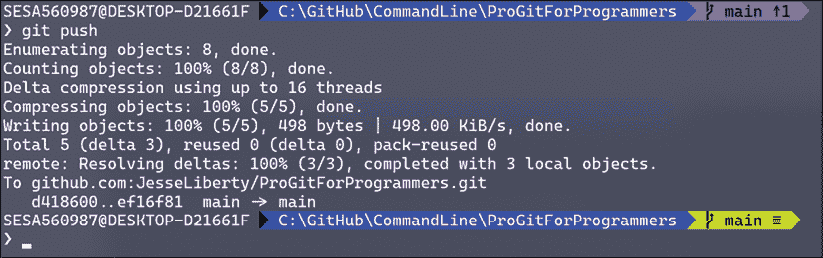 SESA560987@DESKTOP-D21661F C:\GitHub\CommandLine\ProGitForProgrammers main ↑1
❯ git push
Enumerating objects: 8, done.
Counting objects: 100% (8/8), done.
Delta compression using up to 16 threads
Compressing objects: 100% (5/5), done.
Writing objects: 100% (5/5), 498 bytes | 498.00 KiB/s, done.
Total 5 (delta 3), reused 0 (delta 0), pack-reused 0
remote: Resolving deltas: 100% (3/3), completed with 3 local objects.
To github.com:JesseLiberty/ProGitForProgrammers.git
d418600..ef16f81 main -> main
SESA560987@DESKTOP-D21661F C:\GitHub\CommandLine\ProGitForProgrammers main ≡
❯ _